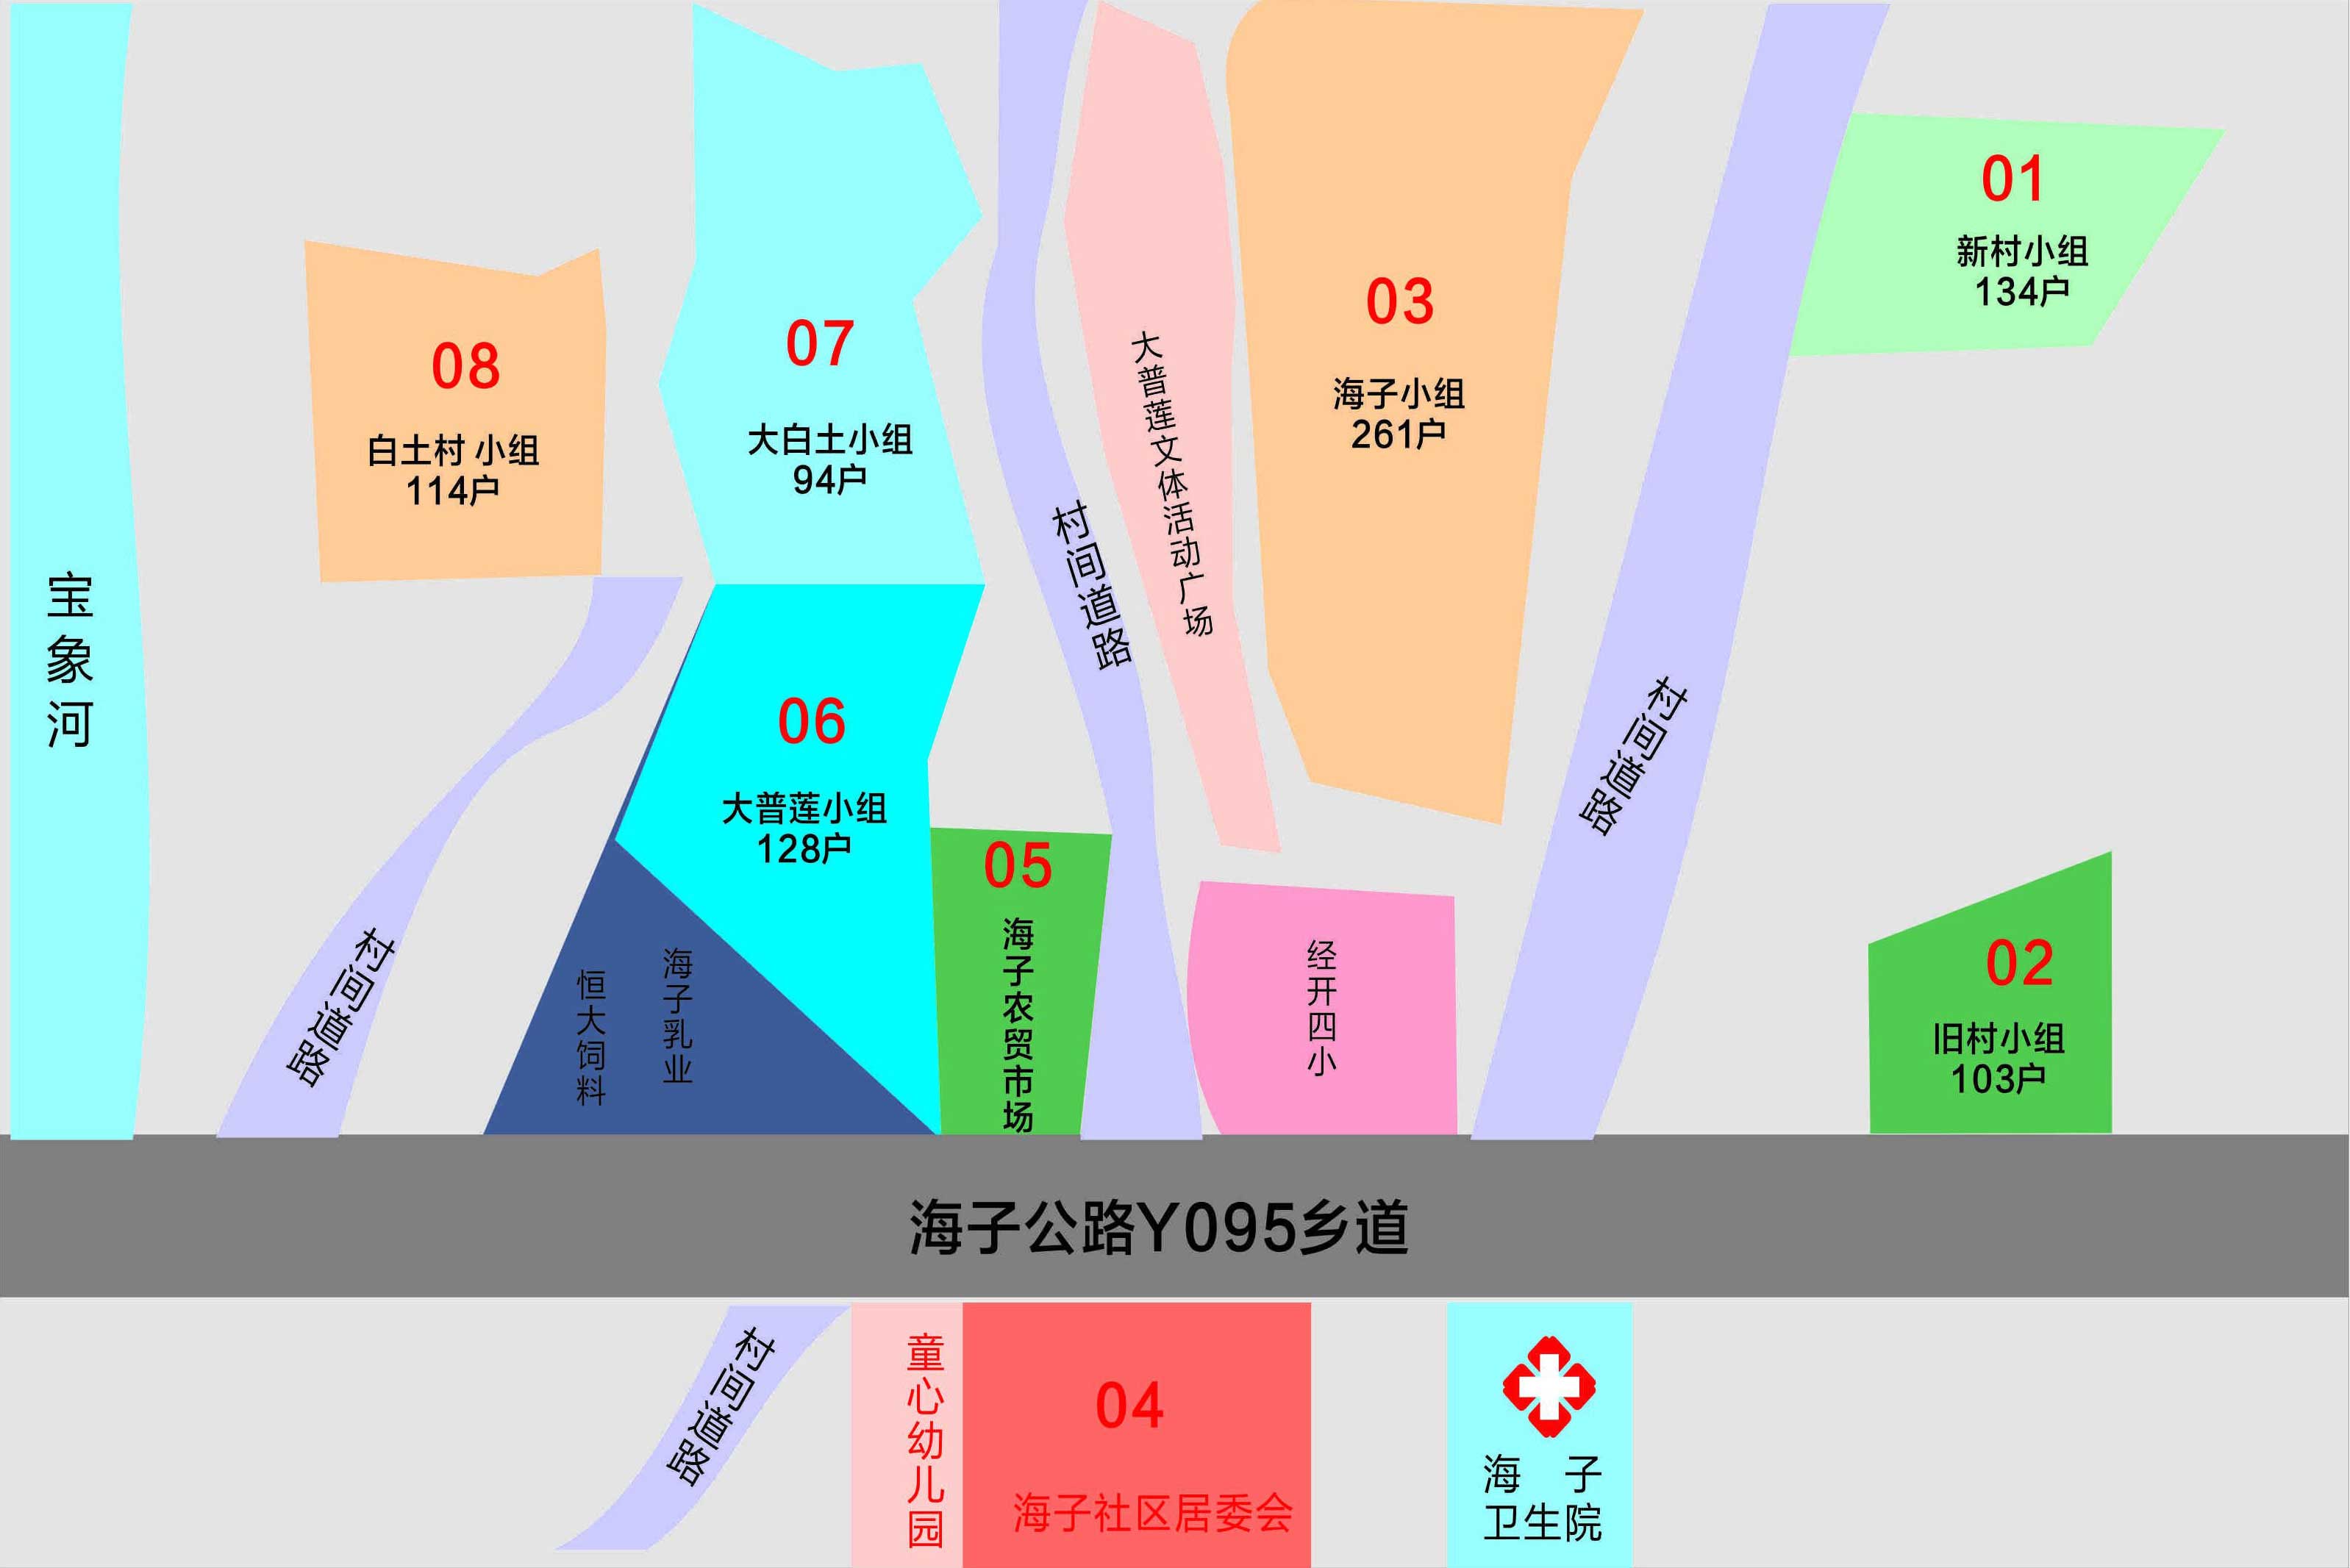 宝象河
08
白土村 小组
114户
07
大白土小组
94户
03
海子小组
261户
01
新村小组
134户
大普莲文体活动广场
村间道路
村间道路
村间道路
06
大普莲小组
128户
恒大饲料
海子乳业
05
海子农贸市场
经开四小
02
旧村小组
103户
海子公路Y095乡道
村间道路
童心幼儿园
04
海子社区居委会
海 子
卫生院